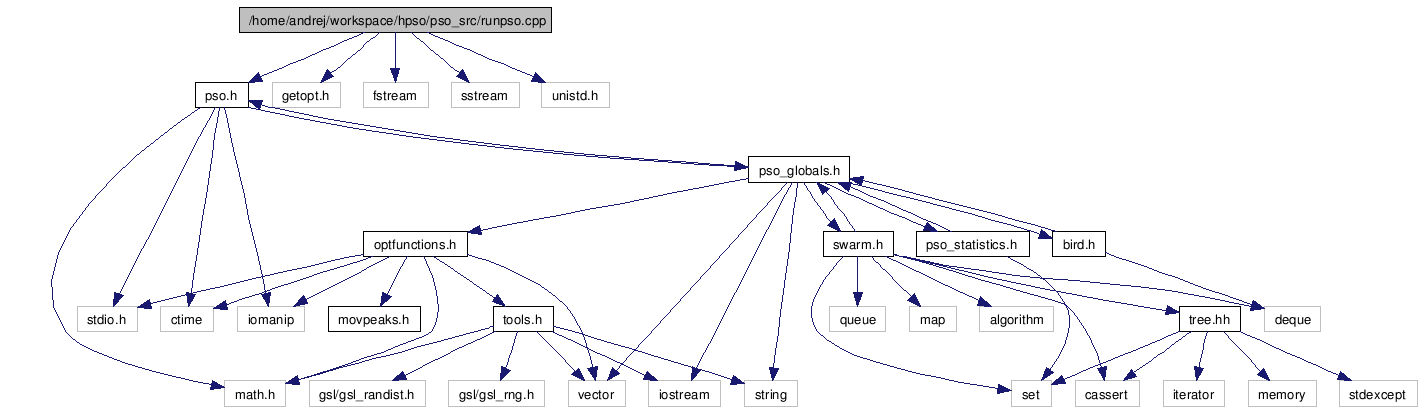 /home/andrej/workspace/hpso/pso_src/runpso.cpp
pso.h
getopt.h
fstream
sstream
unistd.h
pso_globals.h
optfunctions.h
swarm.h
pso_statistics.h
bird.h
stdio.h
ctime
iomanip
movpeaks.h
tools.h
queue
map
algorithm
tree.hh
deque
math.h
gsl/gsl_randist.h
gsl/gsl_rng.h
vector
iostream
string
set
cassert
iterator
memory
stdexcept